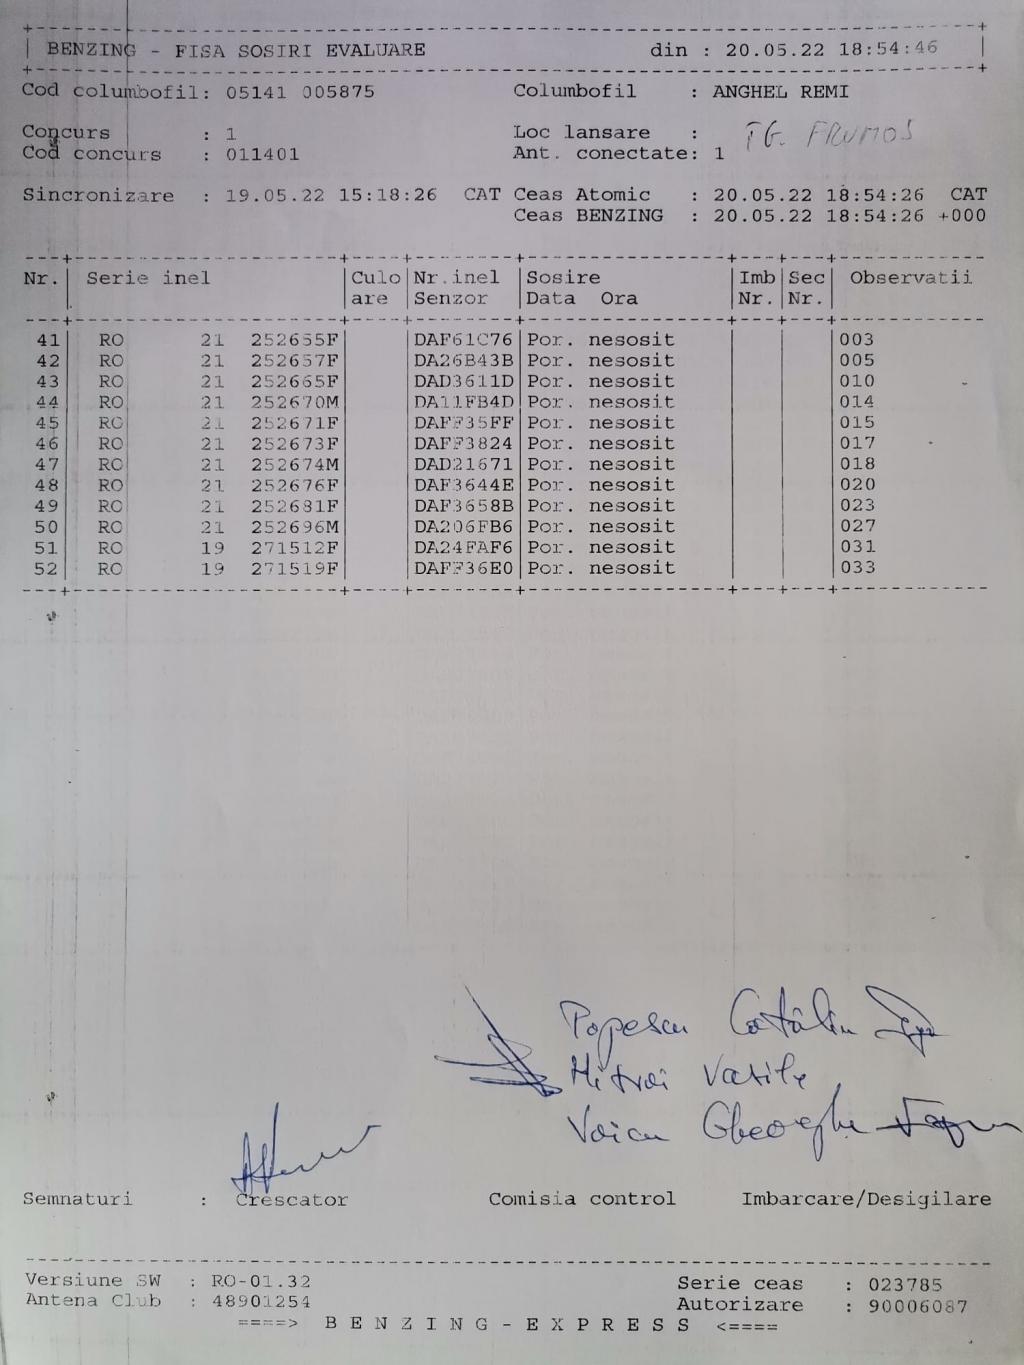 BENZING - FISA SOSIRI EVALUARE din : 20.05.22 18:54:46
Cod columbofil: 05141 005875 Columbofil : ANGHEL REMI
Concurs : 1 Loc lansare : TG. FRUMOS
Cod concurs : 011401 Ant. conectate: 1
Sincronizare : 19.05.22 15:18:26 CAT Ceas Atomic : 20.05.22 18:54:26 CAT
Ceas BENZING : 20.05.22 18:54:26 +000
Nr. Serie inel Culo Nr.inel Sosire Imb Sec Observatii
are Senzor Data Ora Nr. Nr.
41 RO 21 252655F DAF61C76 Por. nesosit 003
42 RO 21 252657F DA26B43B Por. nesosit 005
43 RO 21 252665F DAD3611D Por. nesosit 010
44 RO 21 252670M DA11FB4D Por. nesosit 014
45 RO 21 252671F DAFF35FF Por. nesosit 015
46 RO 21 252673F DAFF3824 Por. nesosit 017
47 RO 21 252674M DAD21671 Por. nesosit 018
48 RO 21 252676F DAF3644E Por. nesosit 020
49 RO 21 252681F DAF3658B Por. nesosit 023
50 RO 21 252696M DA206FB6 Por. nesosit 027
51 RO 19 271512F DA24FAF6 Por. nesosit 031
52 RO 19 271519F DAFF36E0 Por. nesosit 033
Popescu Cătălin
Mitroi Vasile
Voicu Gheorghe
Semnaturi : Crescator Comisia control Imbarcare/Desigilare
Versiune SW : RO-01.32 Serie ceas : 023785
Antena Club : 48901254 Autorizare : 90006087
====> B E N Z I N G - E X P R E S S <====